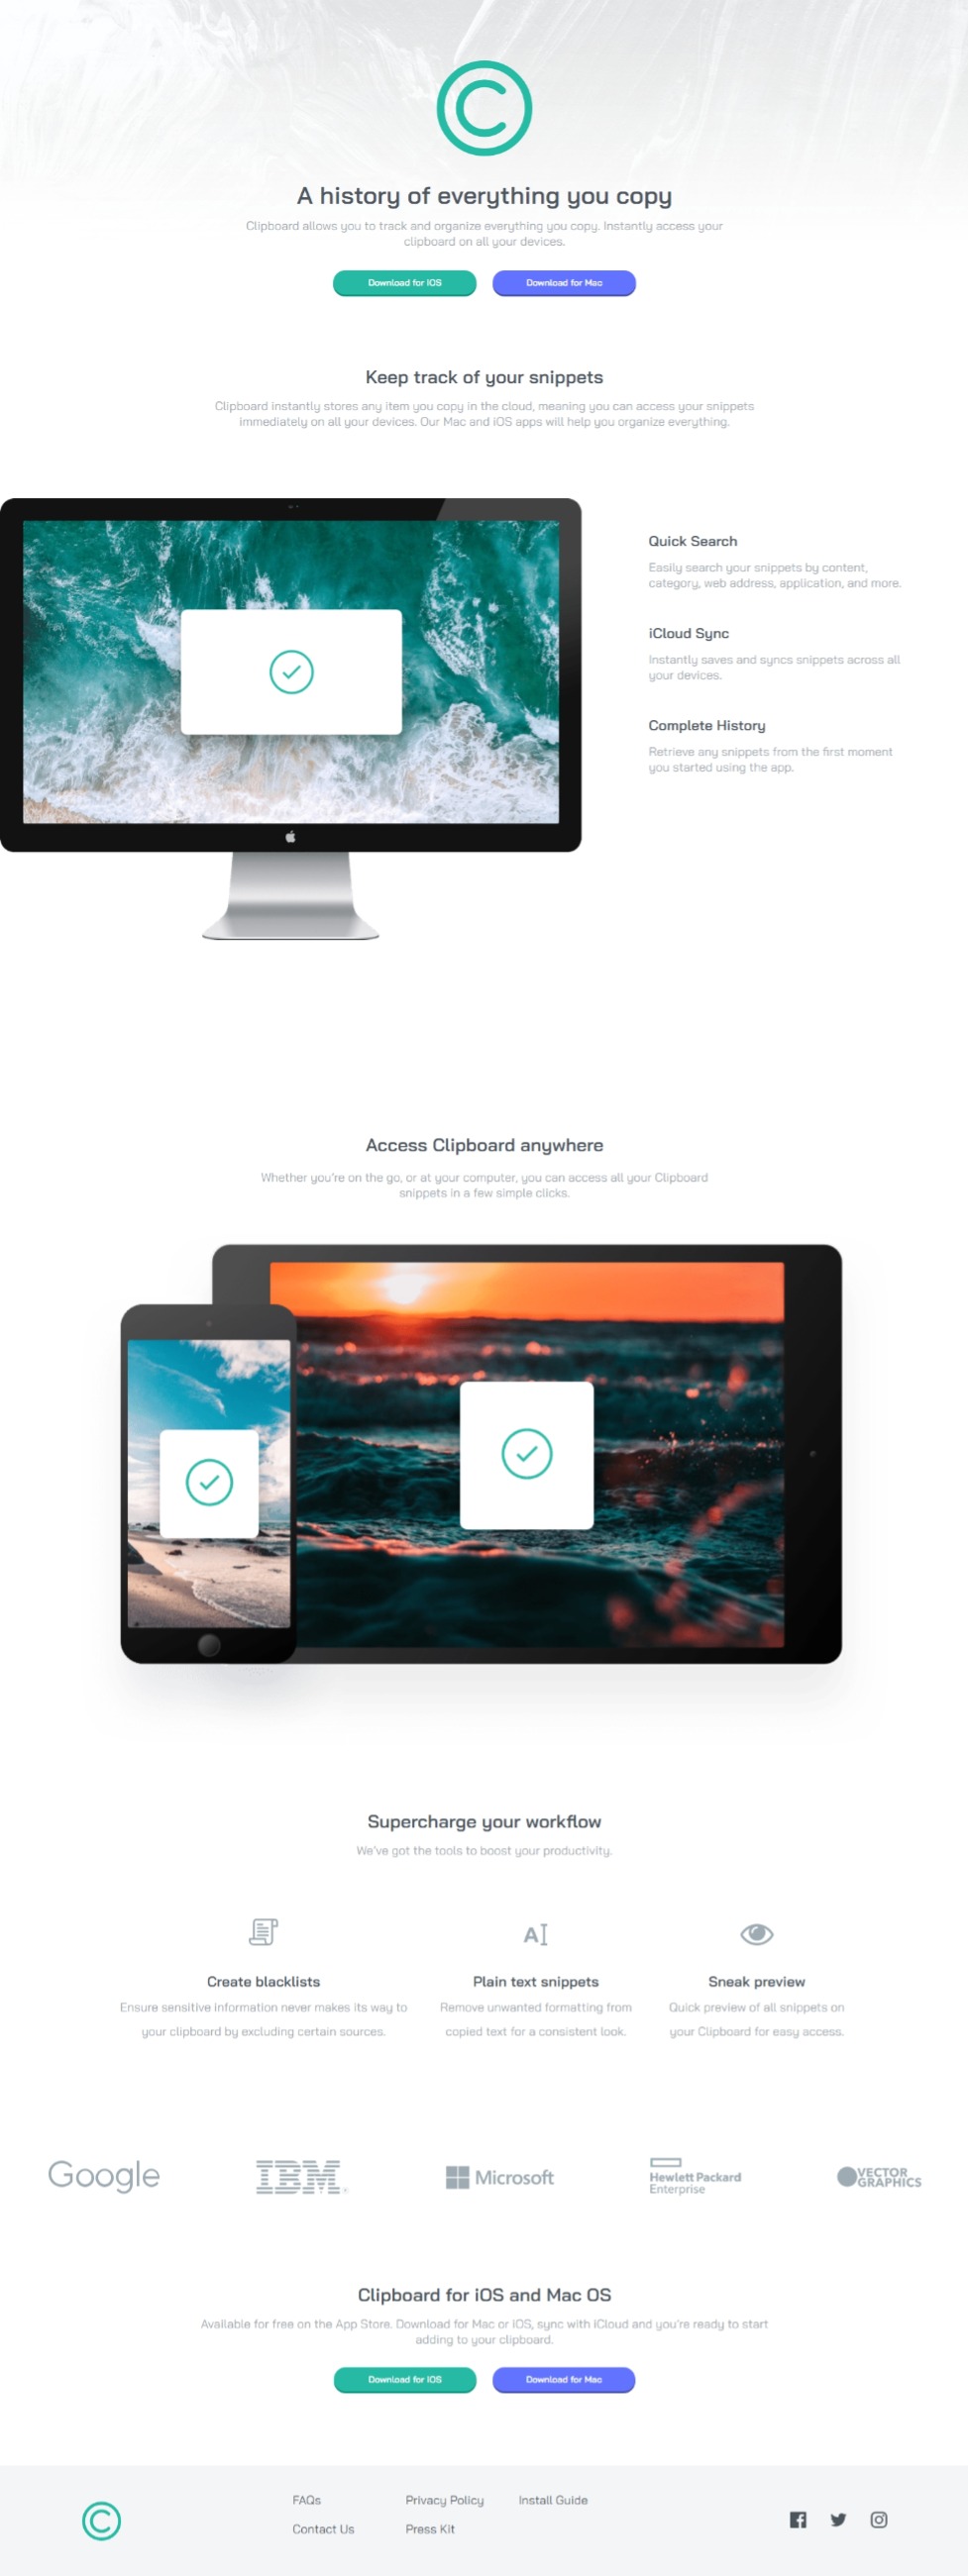 A history of everything you copy
Clipboard allows you to track and organize everything you copy. Instantly access your
clipboard on all your devices.
Download for iOS
Download for Mac
Keep track of your snippets
Clipboard instantly stores any item you copy in the cloud, meaning you can access your snippets
immediately on all your devices. Our Mac and iOS apps will help you organize everything.
Quick Search
Easily search your snippets by content,
category, web address, application, and more.
iCloud Sync
Instantly saves and syncs snippets across all
your devices.
Complete History
Retrieve any snippets from the first moment
you started using the app.
Access Clipboard anywhere
Whether you're on the go, or at your computer, you can access all your Clipboard
snippets in a few simple clicks.
Supercharge your workflow
We've got the tools to boost your productivity.
Create blacklists
Ensure sensitive information never makes its way to
your clipboard by excluding certain sources.
Plain text snippets
Remove unwanted formatting from
copied text for a consistent look.
Sneak preview
Quick preview of all snippets on
your Clipboard for easy access.
Google
IBM
Microsoft
Hewlett Packard
Enterprise
VECTOR
GRAPHICS
Clipboard for iOS and Mac OS
Available for free on the App Store. Download for Mac or iOS, sync with iCloud and you're ready to start
adding to your clipboard.
Download for iOS
Download for Mac
FAQs
Contact Us
Privacy Policy
Press Kit
Install Guide